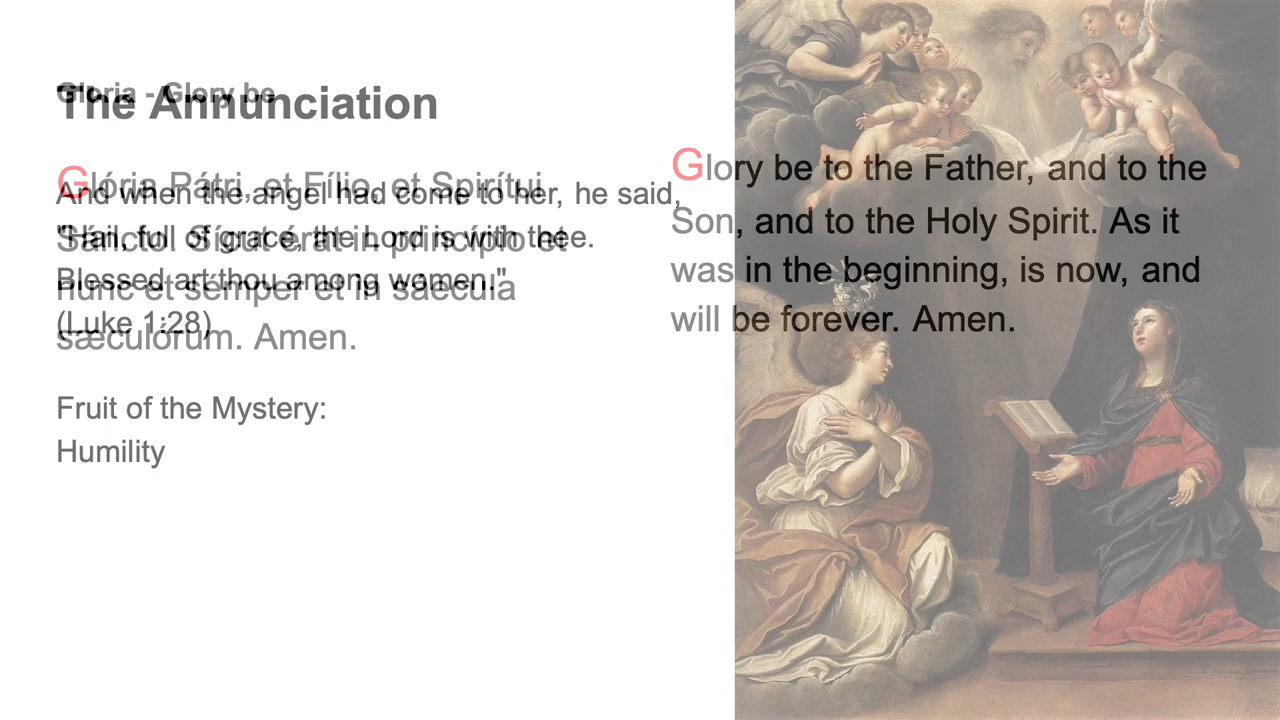 Gloria - Glory be
The Annunciation
Glória Pátri, et Fílio, et Spirítui
Sáncto. Sícut érat in princípio et
nunc et sémper et in sǽcula
sæculórum. Amen.
And when the angel had come to her, he said,
"Hail, full of grace, the Lord is with thee.
Blessed art thou among women."
(Luke 1:28)
Fruit of the Mystery:
Humility
Glory be to the Father, and to the
Son, and to the Holy Spirit. As it
was in the beginning, is now, and
will be forever. Amen.